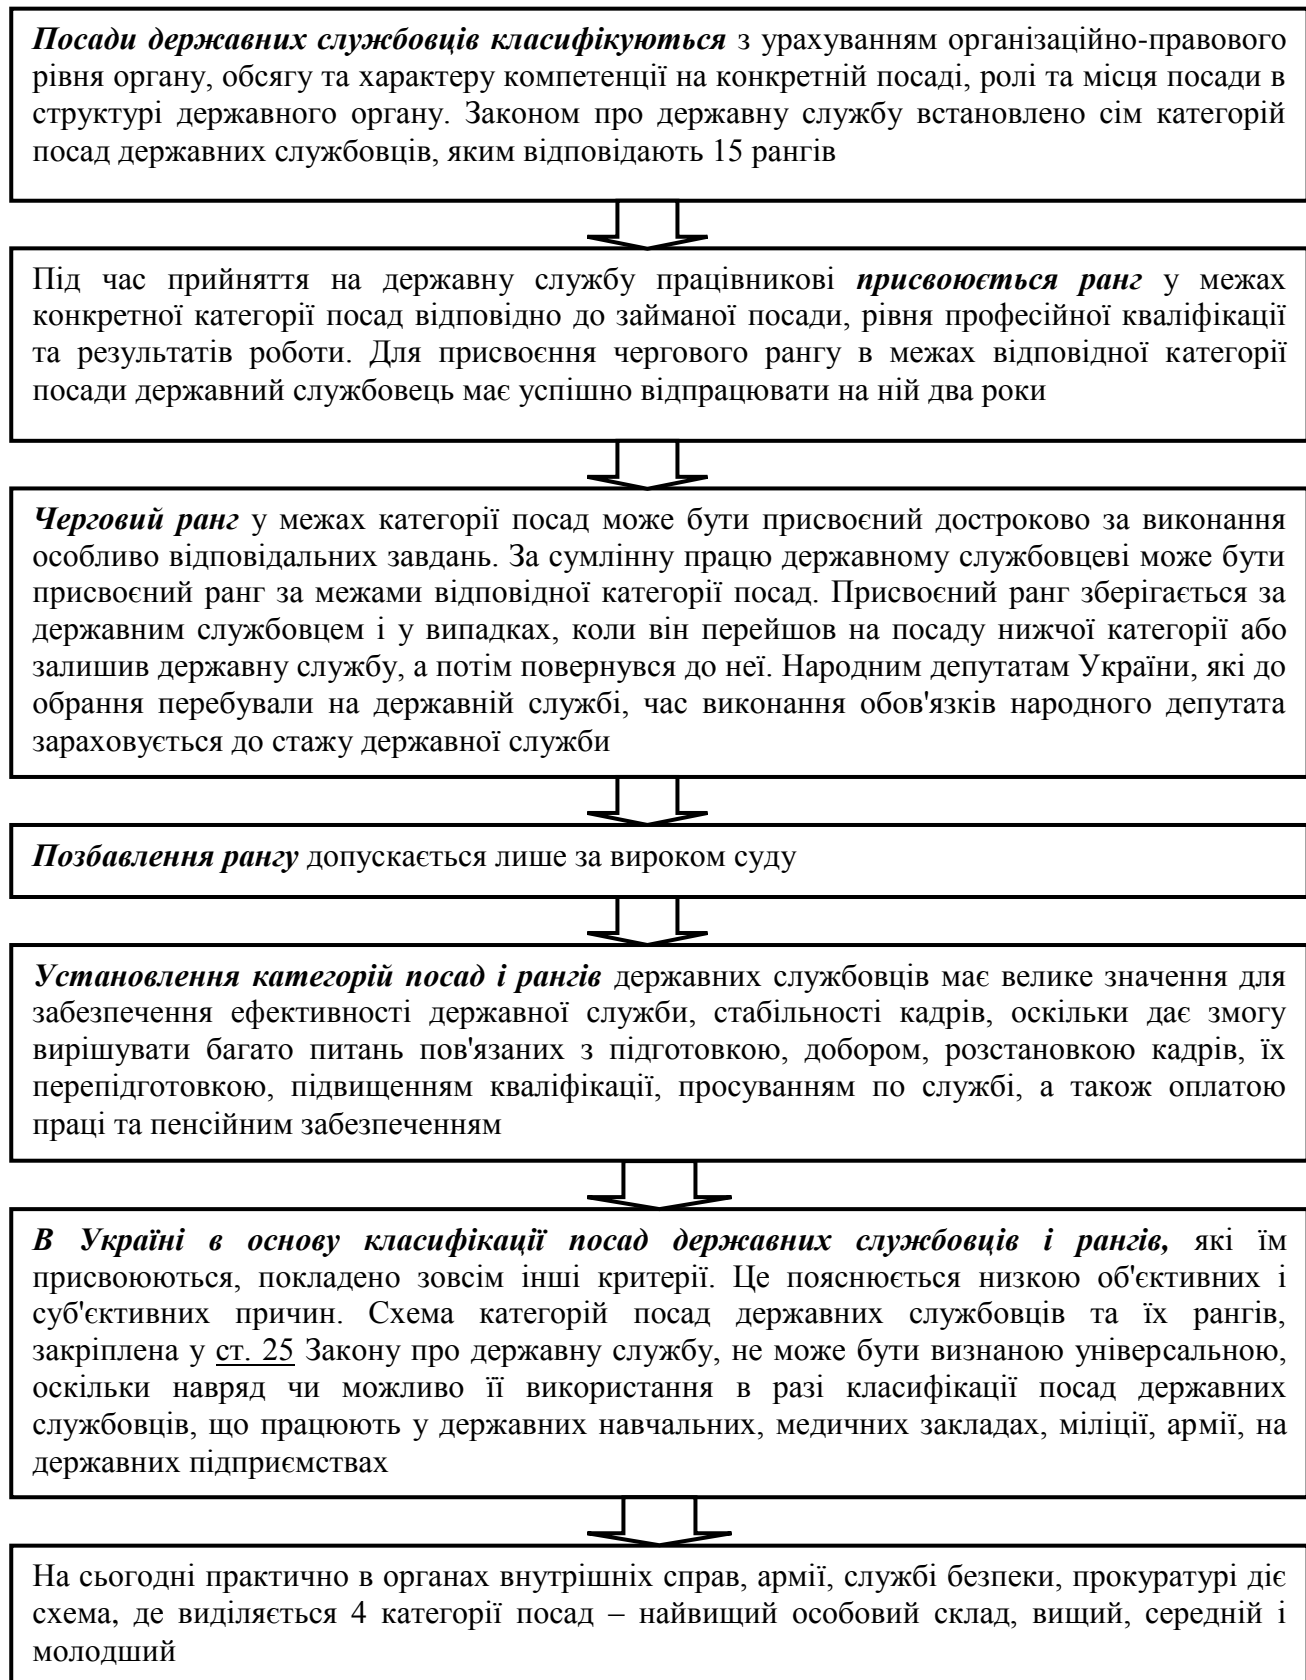 Посади державних службовців класифікуються з урахуванням організаційно-правового
рівня органу, обсягу та характеру компетенції на конкретній посаді, ролі та місця посади в
структурі державного органу. Законом про державну службу встановлено сім категорій
посад державних службовців, яким відповідають 15 рангів
Під час прийняття на державну службу працівникові присвоюється ранг у межах
конкретної категорії посад відповідно до займаної посади, рівня професійної кваліфікації
та результатів роботи. Для присвоєння чергового рангу в межах відповідної категорії
посади державний службовець має успішно відпрацювати на ній два роки
Черговий ранг у межах категорії посад може бути присвоєний достроково за виконання
особливо відповідальних завдань. За сумлінну працю державному службовцеві може бути
присвоєний ранг за межами відповідної категорії посад. Присвоєний ранг зберігається за
державним службовцем і у випадках, коли він перейшов на посаду нижчої категорії або
залишив державну службу, а потім повернувся до неї. Народним депутатам України, які до
обрання перебували на державній службі, час виконання обов'язків народного депутата
зараховується до стажу державної служби
Позбавлення рангу допускається лише за вироком суду
Установлення категорій посад і рангів державних службовців має велике значення для
забезпечення ефективності державної служби, стабільності кадрів, оскільки дає змогу
вирішувати багато питань пов'язаних з підготовкою, добором, розстановкою кадрів, їх
перепідготовкою, підвищенням кваліфікації, просуванням по службі, а також оплатою
праці та пенсійним забезпеченням
В Україні в основу класифікації посад державних службовців і рангів, які їм
присвоюються, покладено зовсім інші критерії. Це пояснюється низкою об'єктивних і
суб'єктивних причин. Схема категорій посад державних службовців та їх рангів,
закріплена у ст. 25 Закону про державну службу, не може бути визнаною універсальною,
оскільки навряд чи можливо її використання в разі класифікації посад державних
службовців, що працюють у державних навчальних, медичних закладах, міліції, армії, на
державних підприємствах
На сьогодні практично в органах внутрішніх справ, армії, службі безпеки, прокуратурі діє
схема, де виділяється 4 категорії посад – найвищий особовий склад, вищий, середній і
молодший